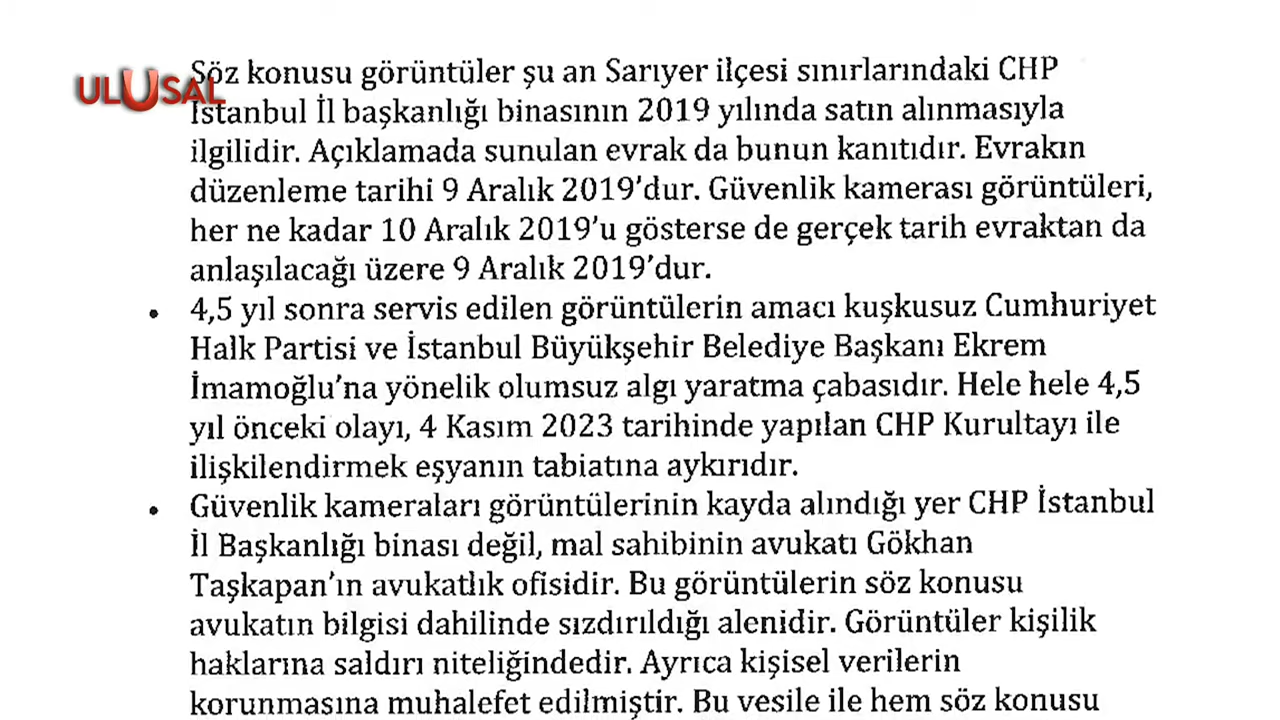 ULUSAL
Söz konusu görüntüler şu an Sarıyer ilçesi sınırlarındaki CHP
İstanbul İl başkanlığı binasının 2019 yılında satın alınmasıyla
ilgilidir. Açıklamada sunulan evrak da bunun kanıtıdır. Evrakın
düzenleme tarihi 9 Aralık 2019'dur. Güvenlik kamerası görüntüleri,
her ne kadar 10 Aralık 2019'u gösterse de gerçek tarih evraktan da
anlaşılacağı üzere 9 Aralık 2019'dur.
• 4,5 yıl sonra servis edilen görüntülerin amacı kuşkusuz Cumhuriyet
Halk Partisi ve İstanbul Büyükşehir Belediye Başkanı Ekrem
İmamoğlu'na yönelik olumsuz algı yaratma çabasıdır. Hele hele 4,5
yıl önceki olayı, 4 Kasım 2023 tarihinde yapılan CHP Kurultayı ile
ilişkilendirmek eşyanın tabiatına aykırıdır.
• Güvenlik kameraları görüntülerinin kayda alındığı yer CHP İstanbul
İl Başkanlığı binası değil, mal sahibinin avukatı Gökhan
Taşkapan'ın avukatlık ofisidir. Bu görüntülerin söz konusu
avukatın bilgisi dahilinde sızdırıldığı alenidir. Görüntüler kişilik
haklarına saldırı niteliğindedir. Ayrıca kişisel verilerin
korunmasına muhalefet edilmiştir. Bu vesile ile hem söz konusu